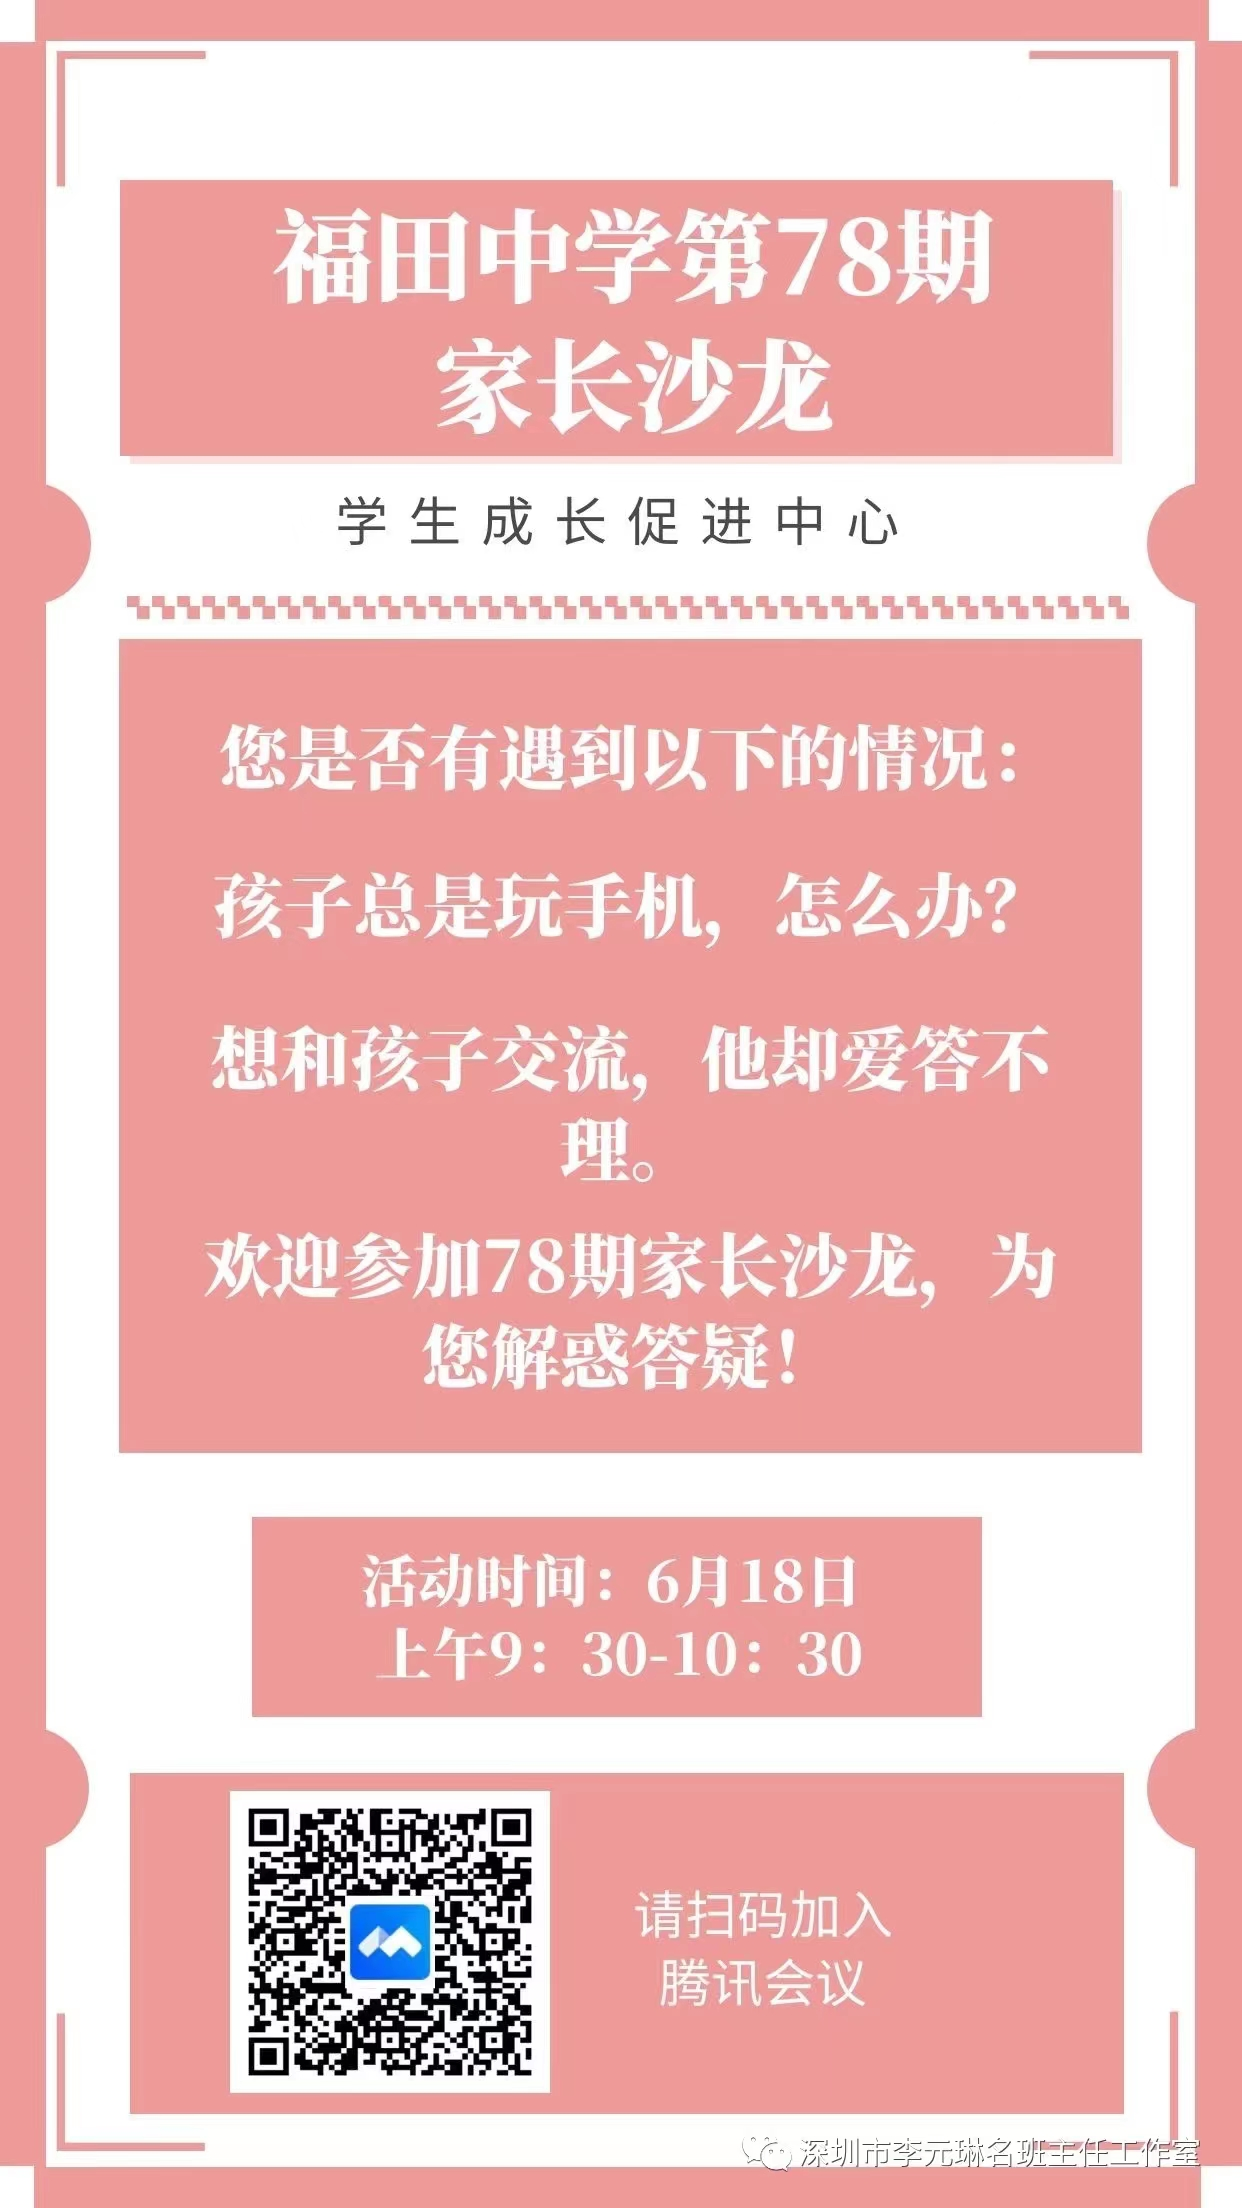 福田中学第78期
家长沙龙
学生成长促进中心
您是否有遇到以下的情况：
孩子总是玩手机，怎么办？
想和孩子交流，他却爱答不
理。
欢迎参加78期家长沙龙，为
您解惑答疑！
活动时间：6月18日
上午9：30-10：30
请扫码加入
腾讯会议
深圳市李元琳名班主任工作室